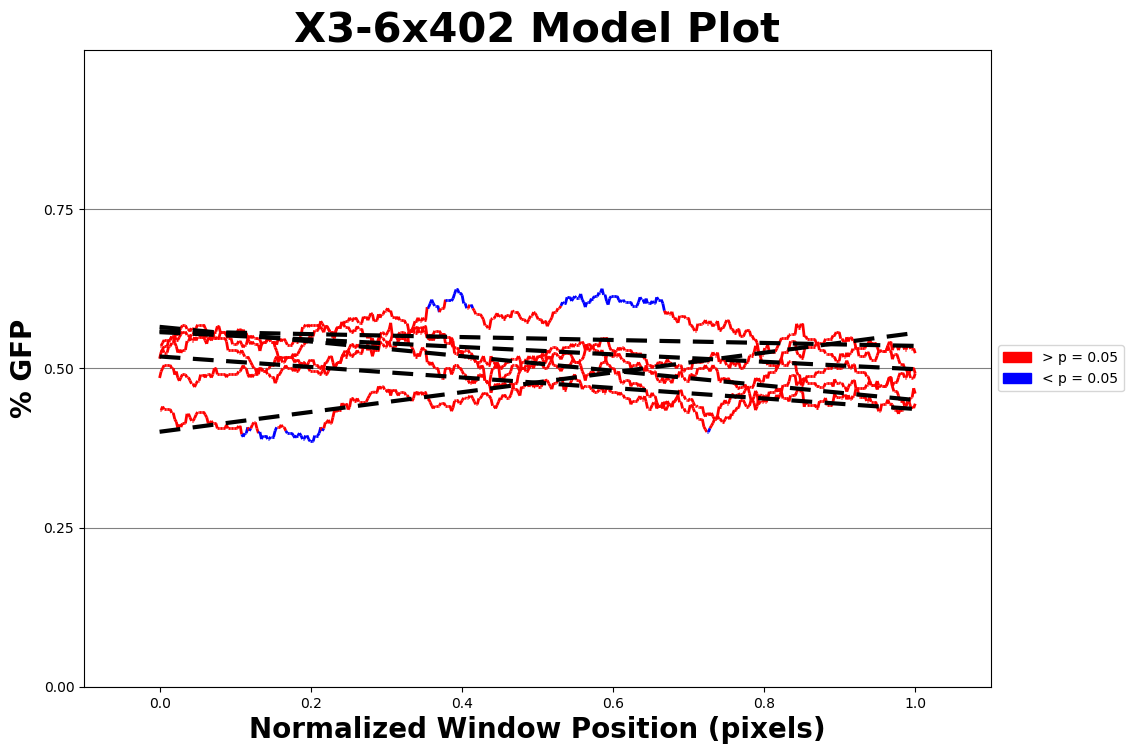 X3-6x402 Model Plot
% GFP
0.75
0.50
0.25
0.00
0.0 0.2 0.4 0.6 0.8 1.0
Normalized Window Position (pixels)
> p = 0.05
< p = 0.05